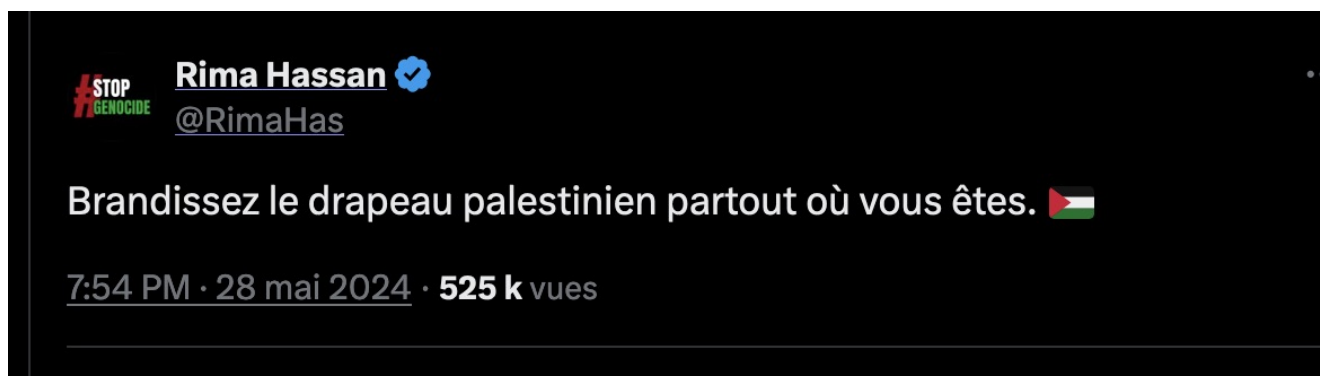 #STOP
GENOCIDE
Rima Hassan
@RimaHas
Brandissez le drapeau palestinien partout où vous êtes. 🇵🇸
7:54 PM · 28 mai 2024 · 525 k vues